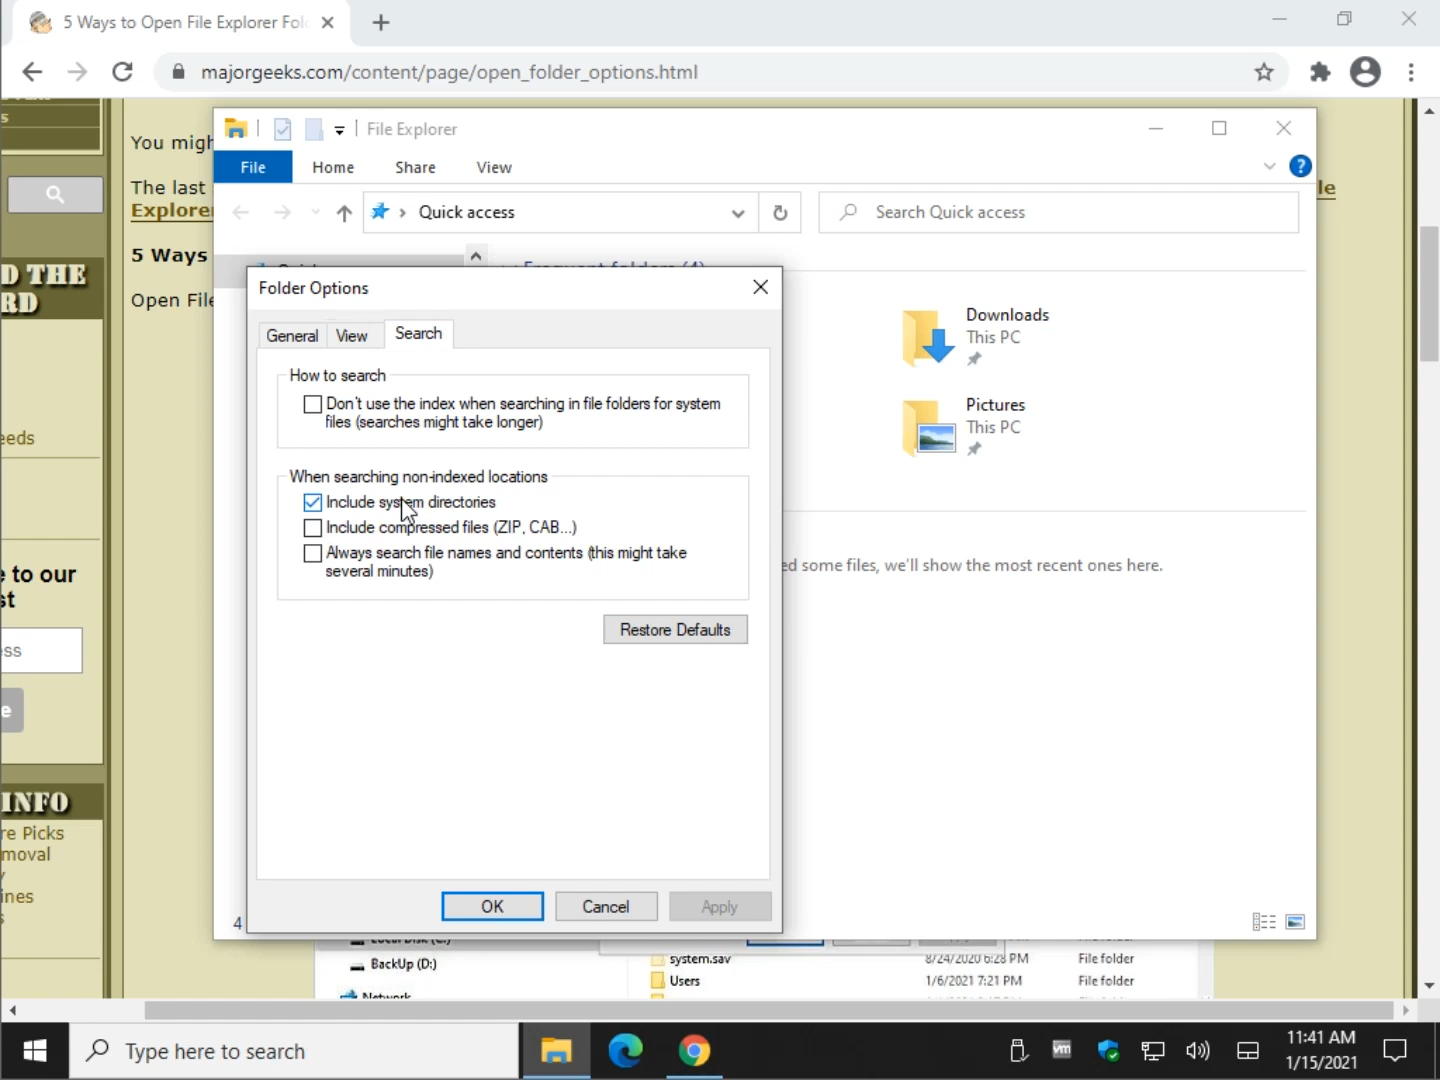 5 Ways to Open File Explorer Fol
majorgeeks.com/content/page/open_folder_options.html
File Explorer
File Home Share View
Quick access
Search Quick access
You migh
The last
Explorer
le
5 Ways
Open File
D THE
RD
eeds
e to our
st
ess
e
INFO
re Picks
moval
y
ines
s
Frequent folders (4)
Downloads
This PC
Pictures
This PC
ed some files, we'll show the most recent ones here.
Folder Options
General View Search
How to search
Don't use the index when searching in file folders for system
files (searches might take longer)
When searching non-indexed locations
Include system directories
Include compressed files (ZIP, CAB...)
Always search file names and contents (this might take
several minutes)
Restore Defaults
OK Cancel Apply
4
Local Disk (C:)
BackUp (D:)
Network
system.sav 8/24/2020 6:28 PM File folder
Users 1/6/2021 7:21 PM File folder
Type here to search
vm
11:41 AM
1/15/2021